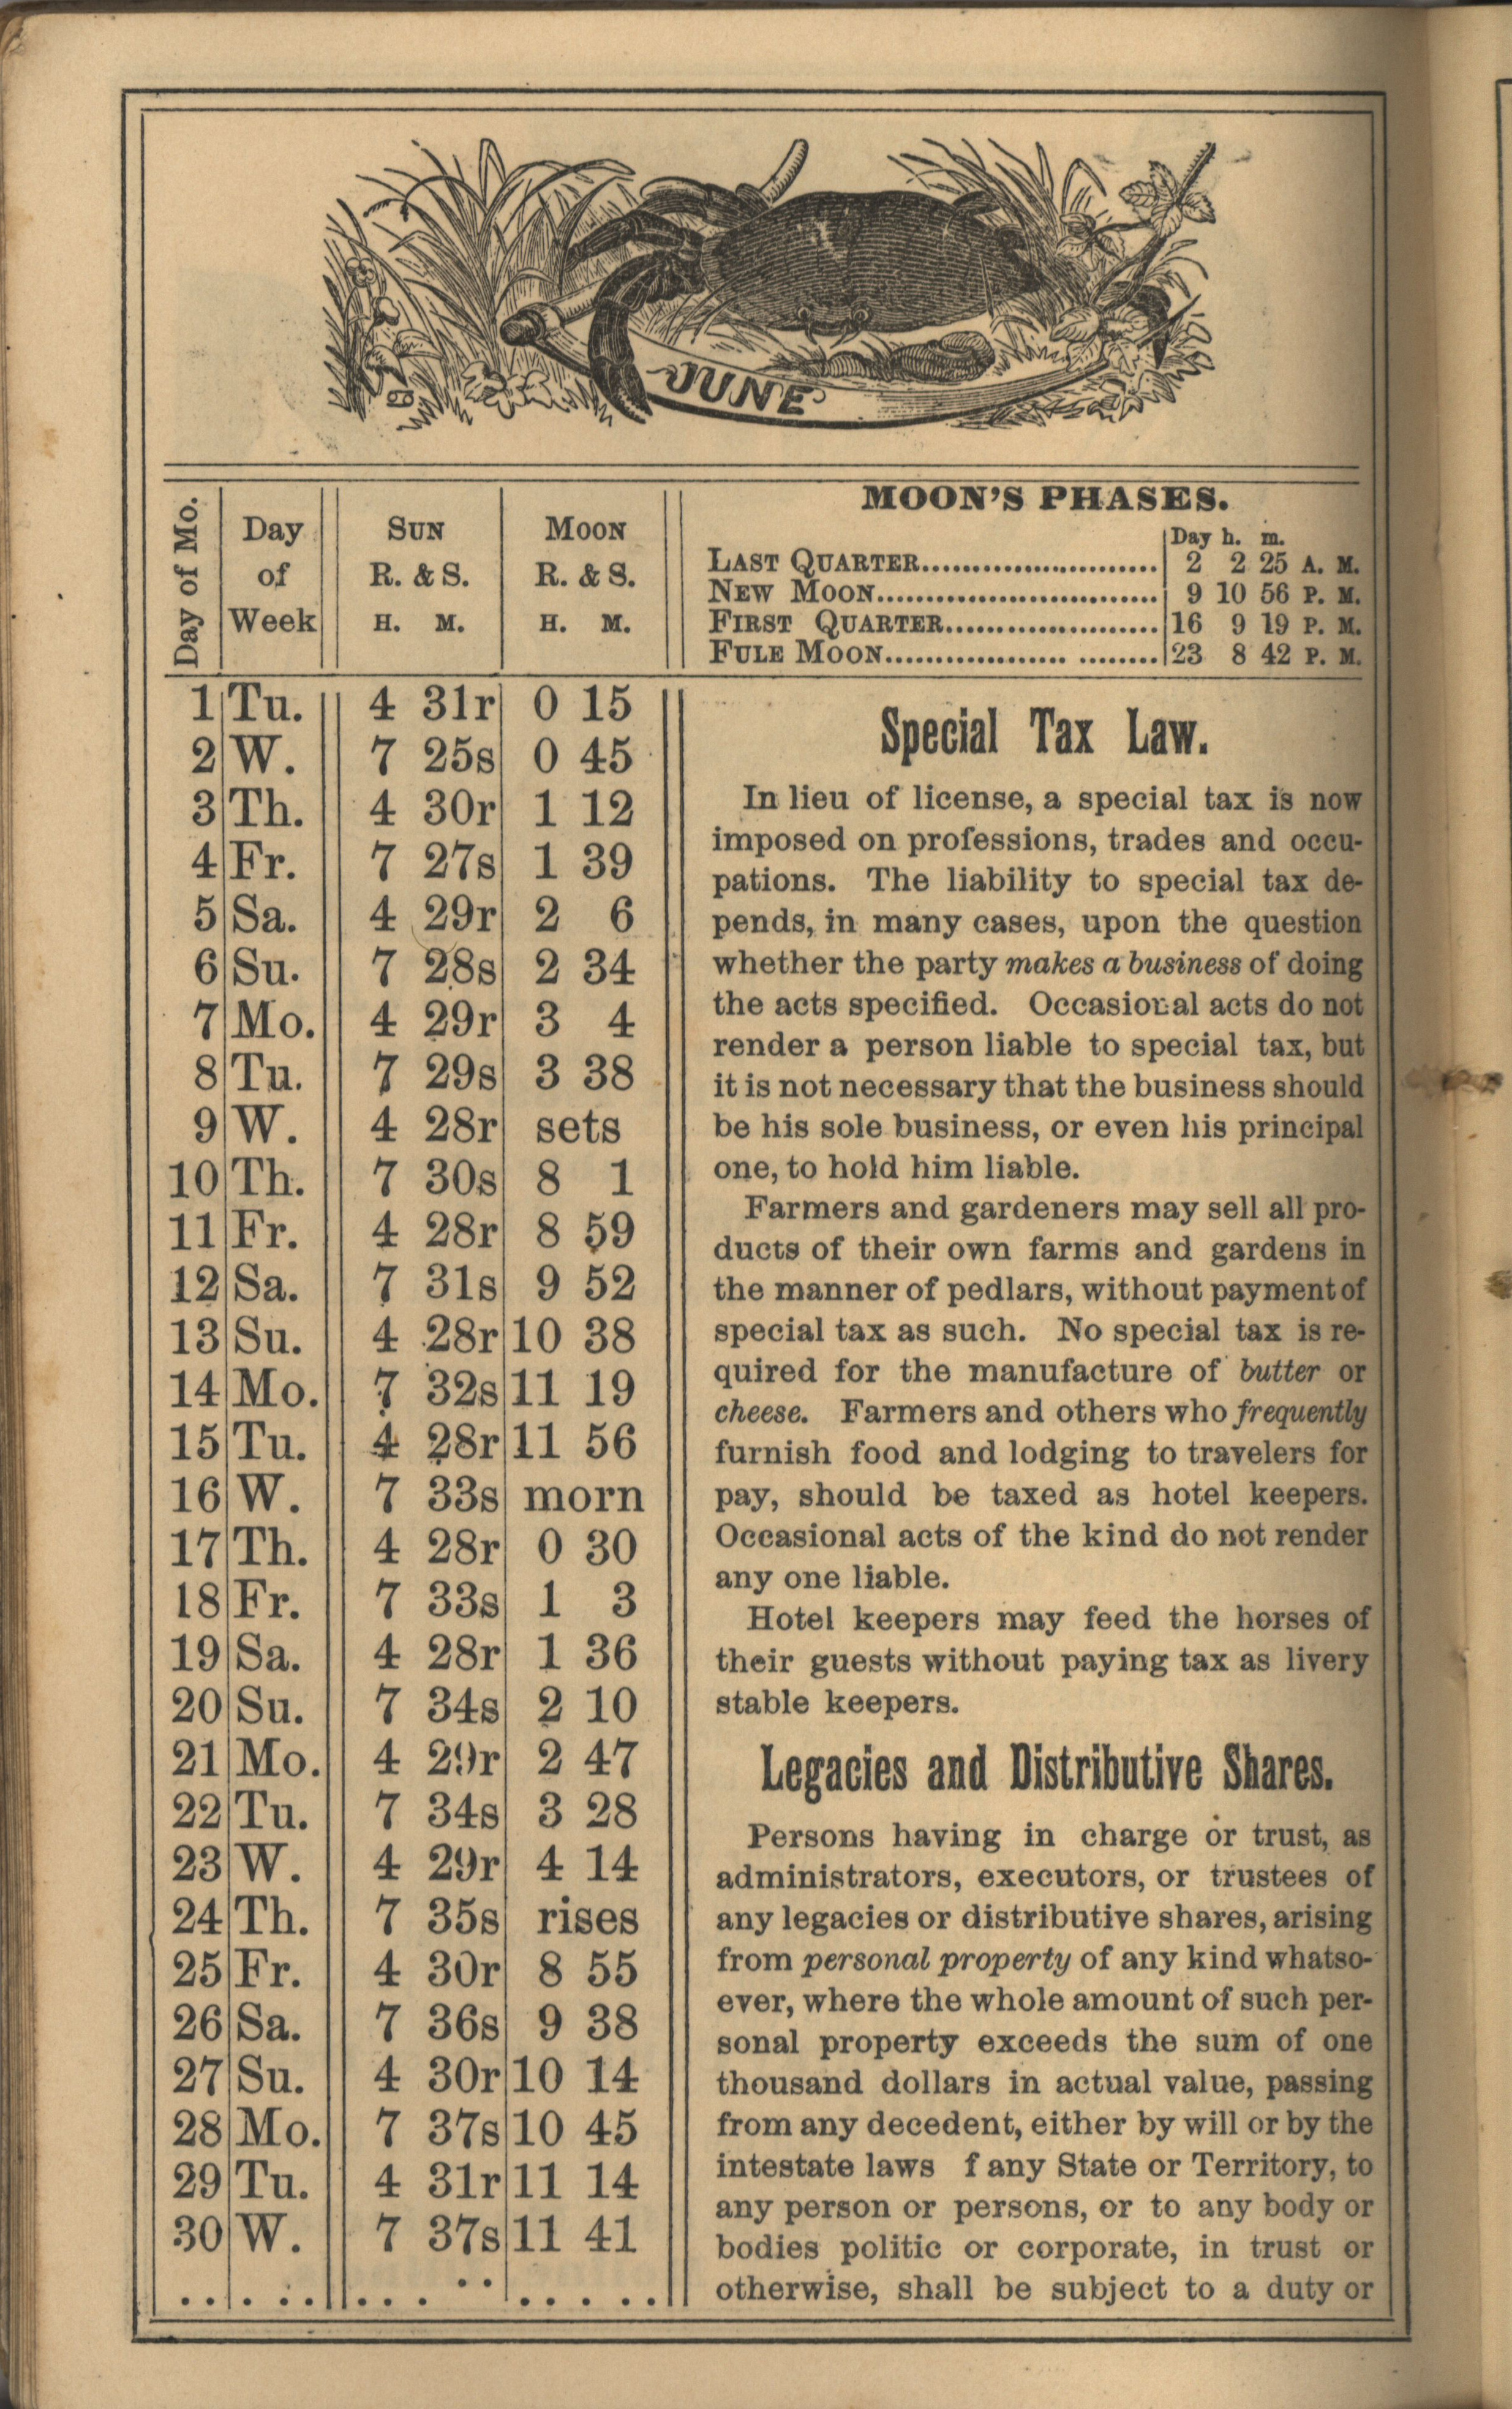 JUNE
Day of Mo.
Day of Week
SUN R. & S. H. M.
MOON R. & S. H. M.
MOON'S PHASES.
Day h. m.
LAST QUARTER........................ 2 2 25 A. M.
NEW MOON............................ 9 10 56 P. M.
FIRST QUARTER..................... 16 9 19 P. M.
FULE MOON.................. ........ 23 8 42 P. M.
1 Tu. 4 31r 0 15
2 W. 7 25s 0 45
3 Th. 4 30r 1 12
4 Fr. 7 27s 1 39
5 Sa. 4 29r 2 6
6 Su. 7 28s 2 34
7 Mo. 4 29r 3 4
8 Tu. 7 29s 3 38
9 W. 4 28r sets
10 Th. 7 30s 8 1
11 Fr. 4 28r 8 59
12 Sa. 7 31s 9 52
13 Su. 4 28r 10 38
14 Mo. 7 32s 11 19
15 Tu. 4 28r 11 56
16 W. 7 33s morn
17 Th. 4 28r 0 30
18 Fr. 7 33s 1 3
19 Sa. 4 28r 1 36
20 Su. 7 34s 2 10
21 Mo. 4 29r 2 47
22 Tu. 7 34s 3 28
23 W. 4 29r 4 14
24 Th. 7 35s rises
25 Fr. 4 30r 8 55
26 Sa. 7 36s 9 38
27 Su. 4 30r 10 14
28 Mo. 7 37s 10 45
29 Tu. 4 31r 11 14
30 W. 7 37s 11 41
Special Tax Law.
In lieu of license, a special tax is now
imposed on professions, trades and occu-
pations. The liability to special tax de-
pends, in many cases, upon the question
whether the party makes a business of doing
the acts specified. Occasional acts do not
render a person liable to special tax, but
it is not necessary that the business should
be his sole business, or even his principal
one, to hold him liable.
Farmers and gardeners may sell all pro-
ducts of their own farms and gardens in
the manner of pedlars, without payment of
special tax as such. No special tax is re-
quired for the manufacture of butter or
cheese. Farmers and others who frequently
furnish food and lodging to travelers for
pay, should be taxed as hotel keepers.
Occasional acts of the kind do not render
any one liable.
Hotel keepers may feed the horses of
their guests without paying tax as livery
stable keepers.
Legacies and Distributive Shares.
Persons having in charge or trust, as
administrators, executors, or trustees of
any legacies or distributive shares, arising
from personal property of any kind whatso-
ever, where the whole amount of such per-
sonal property exceeds the sum of one
thousand dollars in actual value, passing
from any decedent, either by will or by the
intestate laws f any State or Territory, to
any person or persons, or to any body or
bodies politic or corporate, in trust or
otherwise, shall be subject to a duty or